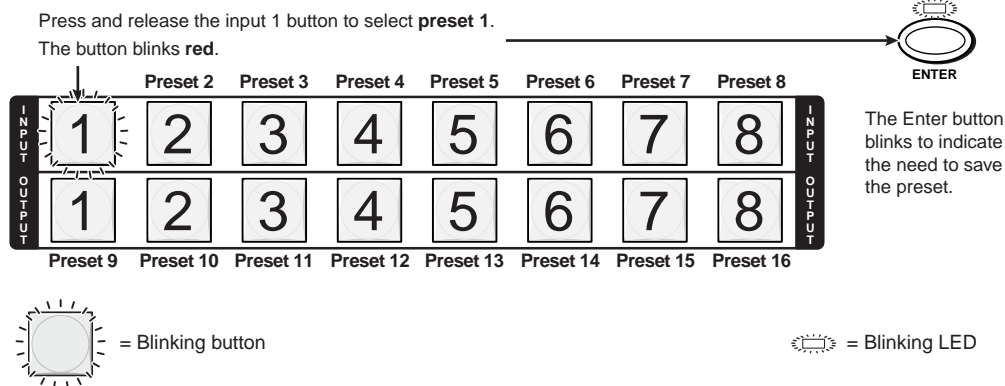 Press and release the input 1 button to select preset 1.
The button blinks red.
ENTER
Preset 2 Preset 3 Preset 4 Preset 5 Preset 6 Preset 7 Preset 8
INPUT 1 2 3 4 5 6 7 8 INPUT
OUTPUT 1 2 3 4 5 6 7 8 OUTPUT
Preset 9 Preset 10 Preset 11 Preset 12 Preset 13 Preset 14 Preset 15 Preset 16
The Enter button
blinks to indicate
the need to save
the preset.
= Blinking button
= Blinking LED